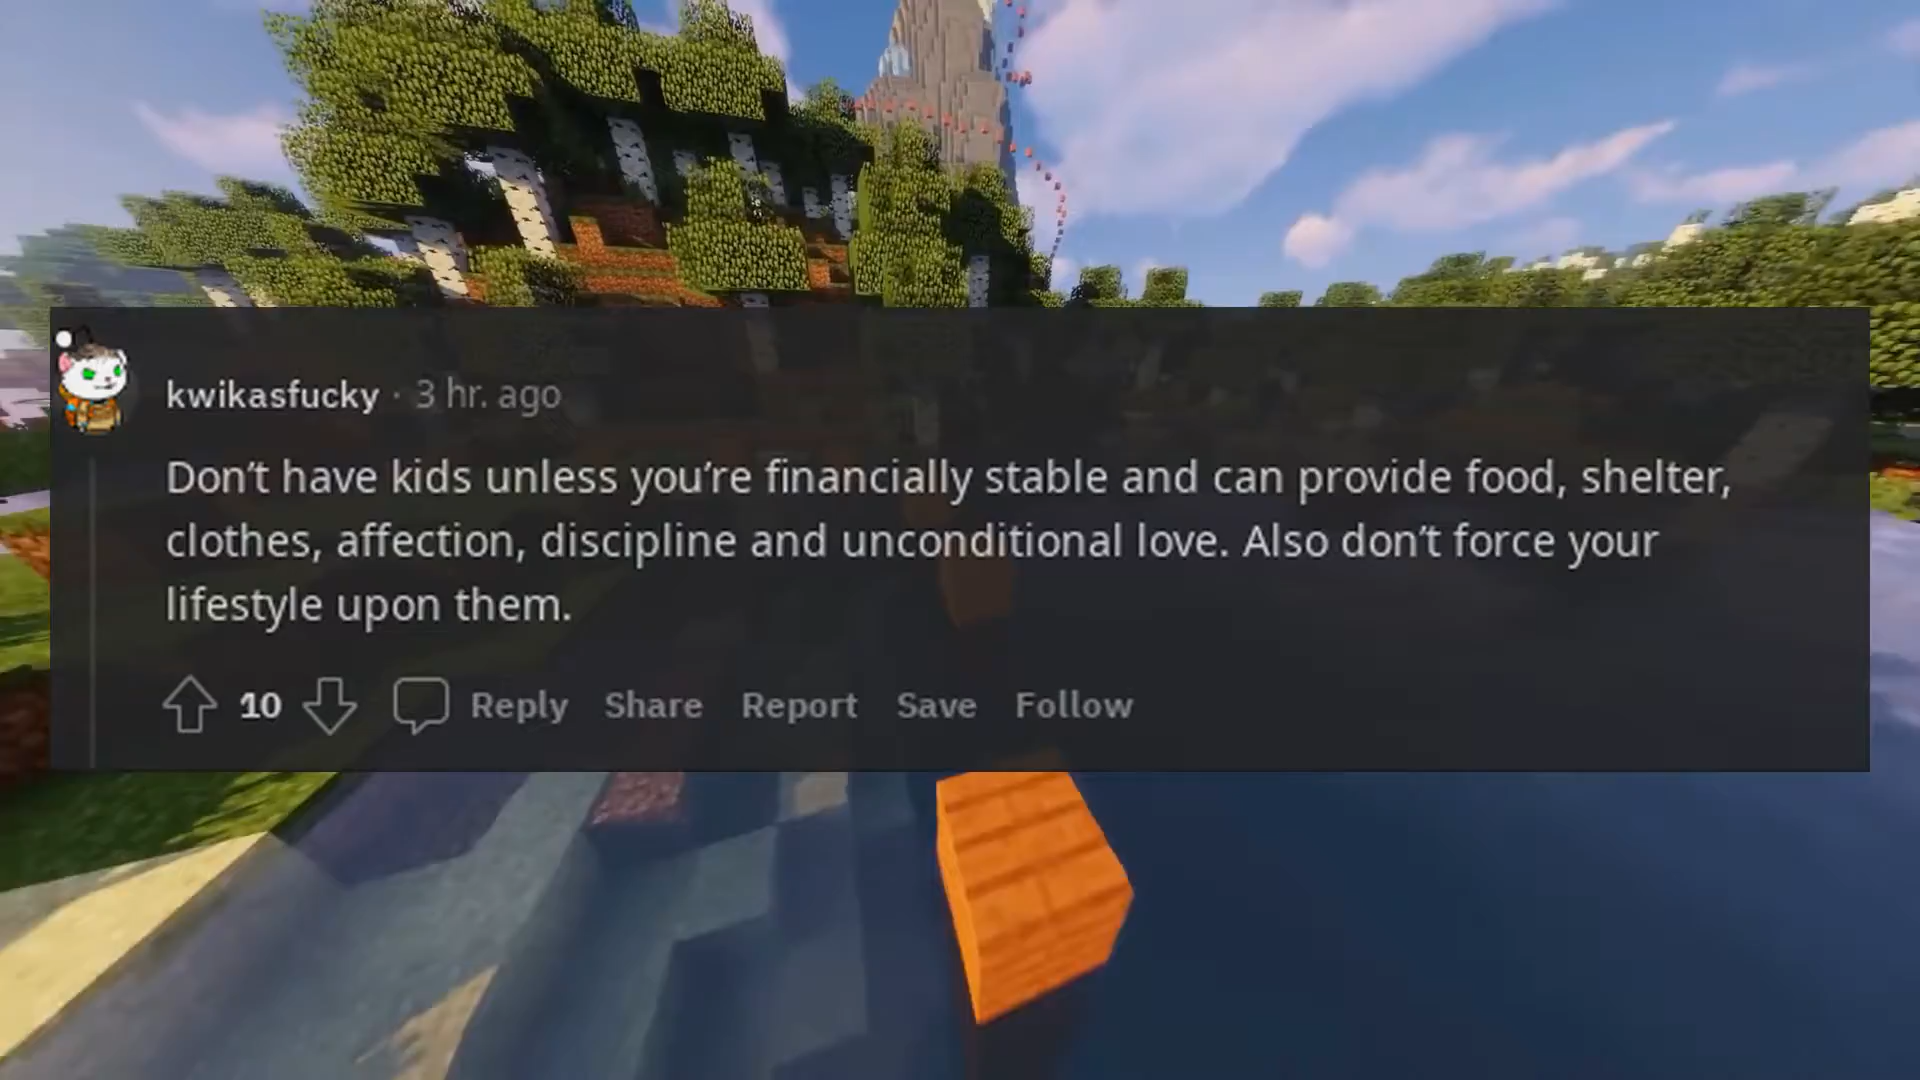 kwikasfucky · 3 hr. ago
Don't have kids unless you're financially stable and can provide food, shelter,
clothes, affection, discipline and unconditional love. Also don't force your
lifestyle upon them.
10 Reply Share Report Save Follow